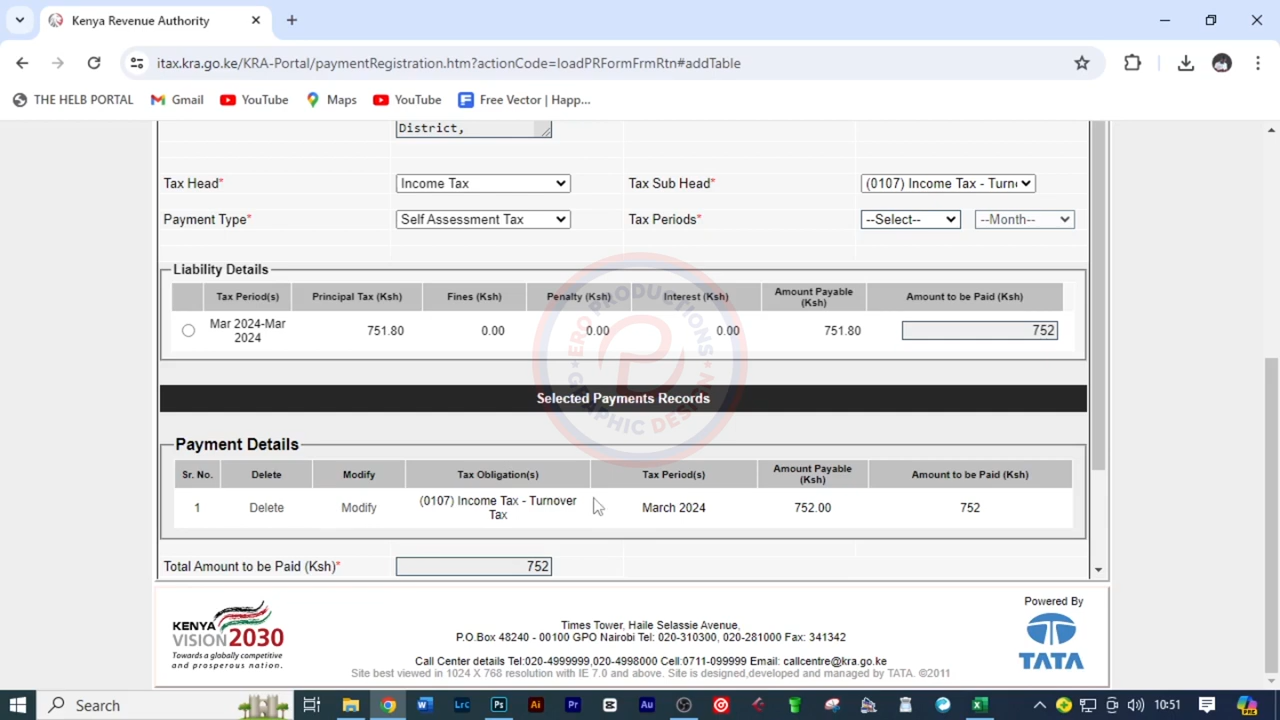 Kenya Revenue Authority
itax.kra.go.ke/KRA-Portal/paymentRegistration.htm?actionCode=loadPRFormFrmRtn#addTable
THE HELB PORTAL Gmail YouTube Maps YouTube Free Vector | Happ...
District,
Tax Head* Income Tax Tax Sub Head* (0107) Income Tax - Turn
Payment Type* Self Assessment Tax Tax Periods* --Select-- --Month--
Liability Details
Tax Period(s) Principal Tax (Ksh) Fines (Ksh) Penalty (Ksh) Interest (Ksh) Amount Payable (Ksh) Amount to be Paid (Ksh)
Mar 2024-Mar 2024 751.80 0.00 0.00 0.00 751.80 752
ERO PRODUCTIONS
GRAPHIC DESIGN
Selected Payments Records
Payment Details
Sr. No. Delete Modify Tax Obligation(s) Tax Period(s) Amount Payable (Ksh) Amount to be Paid (Ksh)
1 Delete Modify (0107) Income Tax - Turnover Tax March 2024 752.00 752
Total Amount to be Paid (Ksh)* 752
KENYA
VISION 2030
Towards a globally competitive
and prosperous nation.
Times Tower, Haile Selassie Avenue,
P.O.Box 48240 - 00100 GPO Nairobi Tel: 020-310300, 020-281000 Fax: 341342
Call Center details Tel:020-4999999,020-4998000 Cell:0711-099999 Email: callcentre@kra.go.ke
Site best viewed in 1024 X 768 resolution with IE 7.0 and above. Site is designed,developed and managed by TATA. ©2011
Powered By
TATA
Search
W Lrc Ps Ai Pr Au
10:51